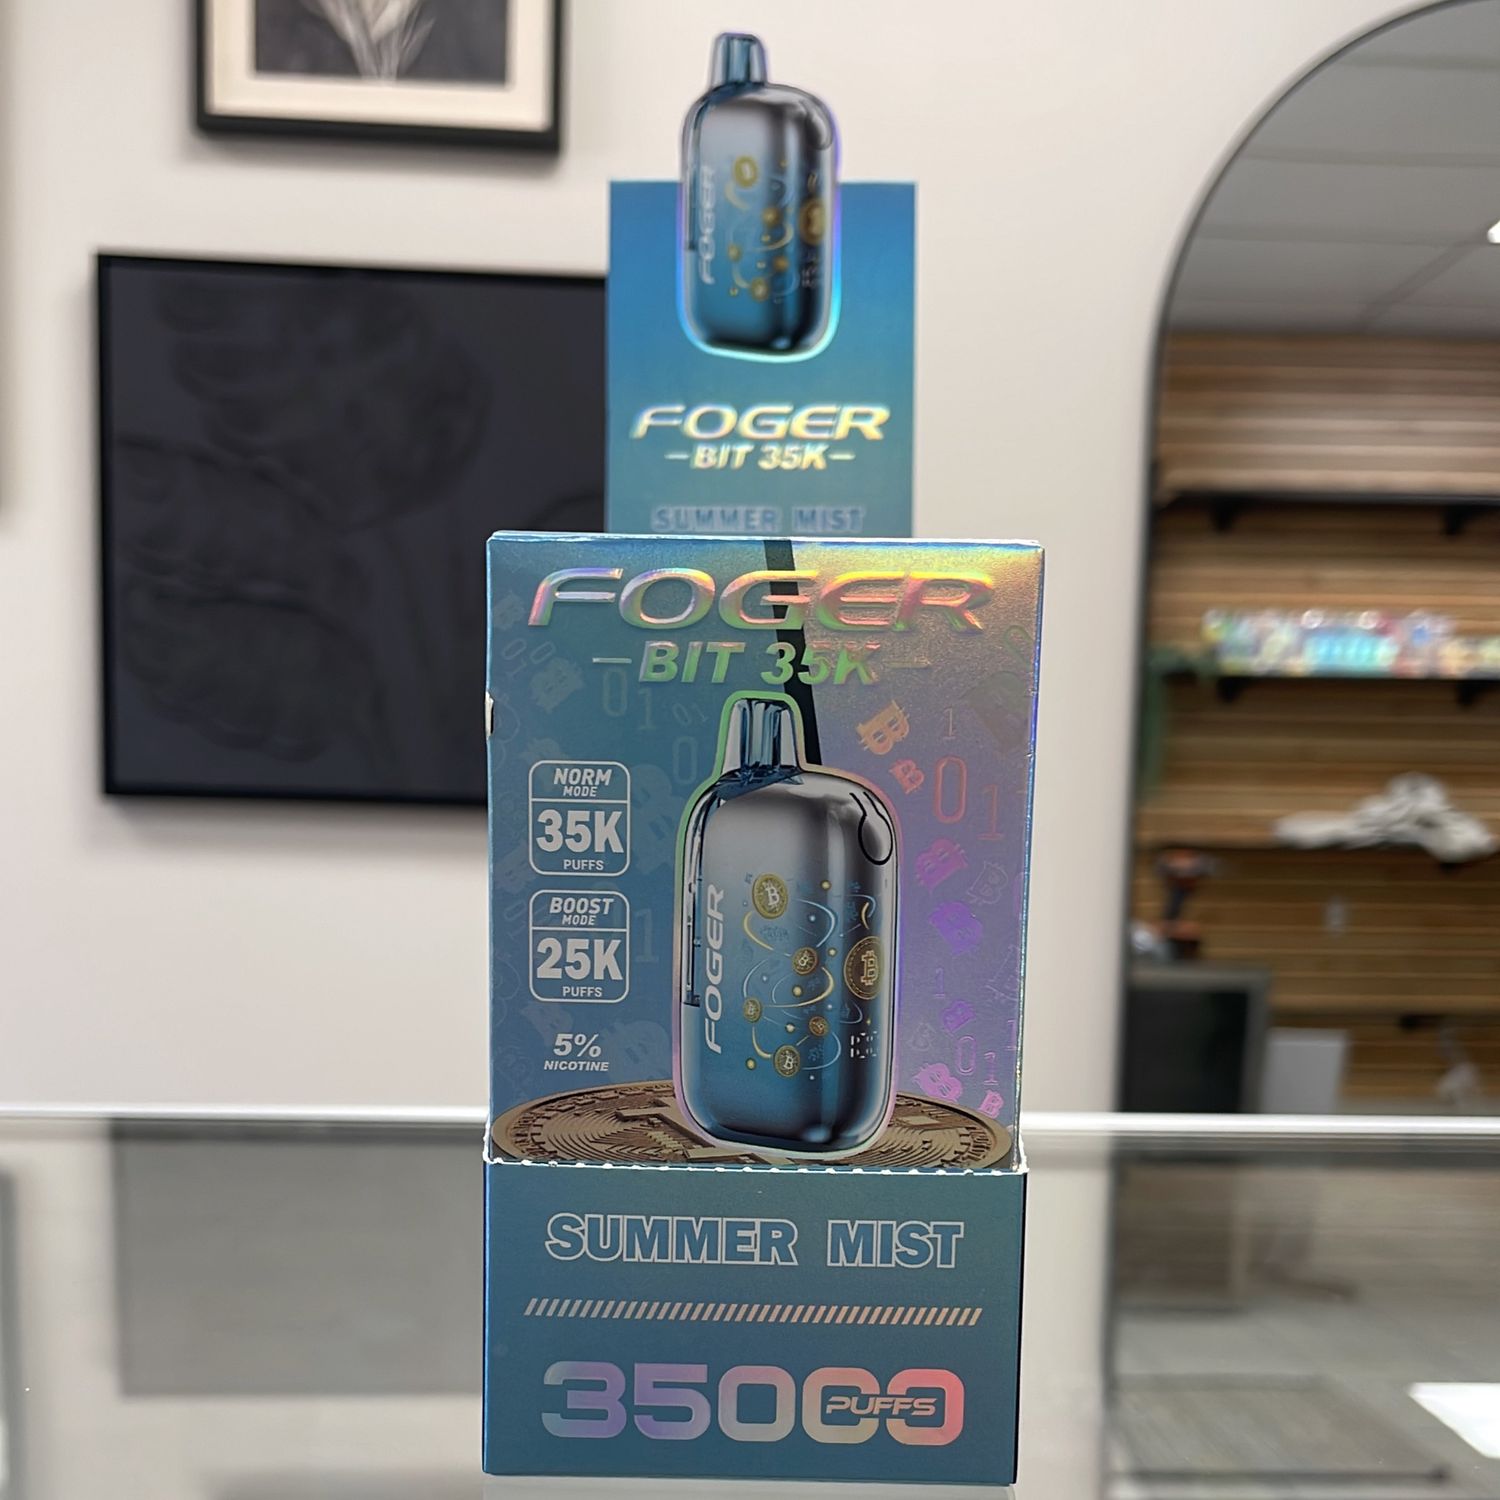 FOGER
FOGER
-BIT 35K-
SUMMER MIST
FOGER
-BIT 35K-
NORM
MODE
35K
PUFFS
BOOST
MODE
25K
PUFFS
5%
NICOTINE
FOGER
SUMMER MIST
35000
PUFFS